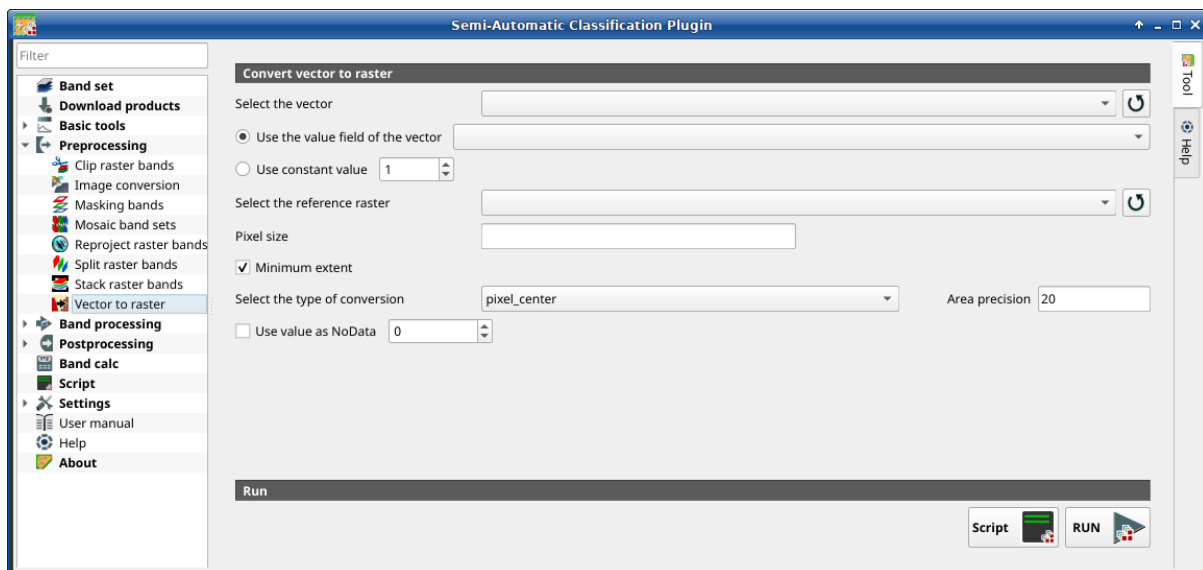 Semi-Automatic Classification Plugin
Filter
Band set
Download products
Basic tools
Preprocessing
Clip raster bands
Image conversion
Masking bands
Mosaic band sets
Reproject raster bands
Split raster bands
Stack raster bands
Vector to raster
Band processing
Postprocessing
Band calc
Script
Settings
User manual
Help
About
Convert vector to raster
Select the vector
Use the value field of the vector
Use constant value 1
Select the reference raster
Pixel size
Minimum extent
Select the type of conversion pixel_center Area precision 20
Use value as NoData 0
Run
Script RUN
Tool
Help